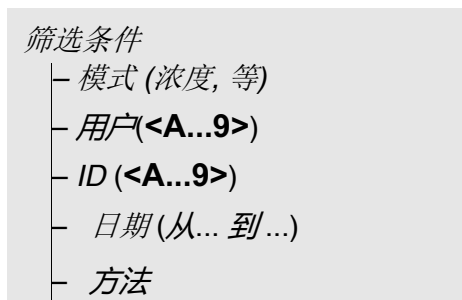 筛选条件
– 模式 (浓度, 等)
– 用户(<A...9>)
– ID (<A...9>)
– 日期 (从... 到 ...)
– 方法